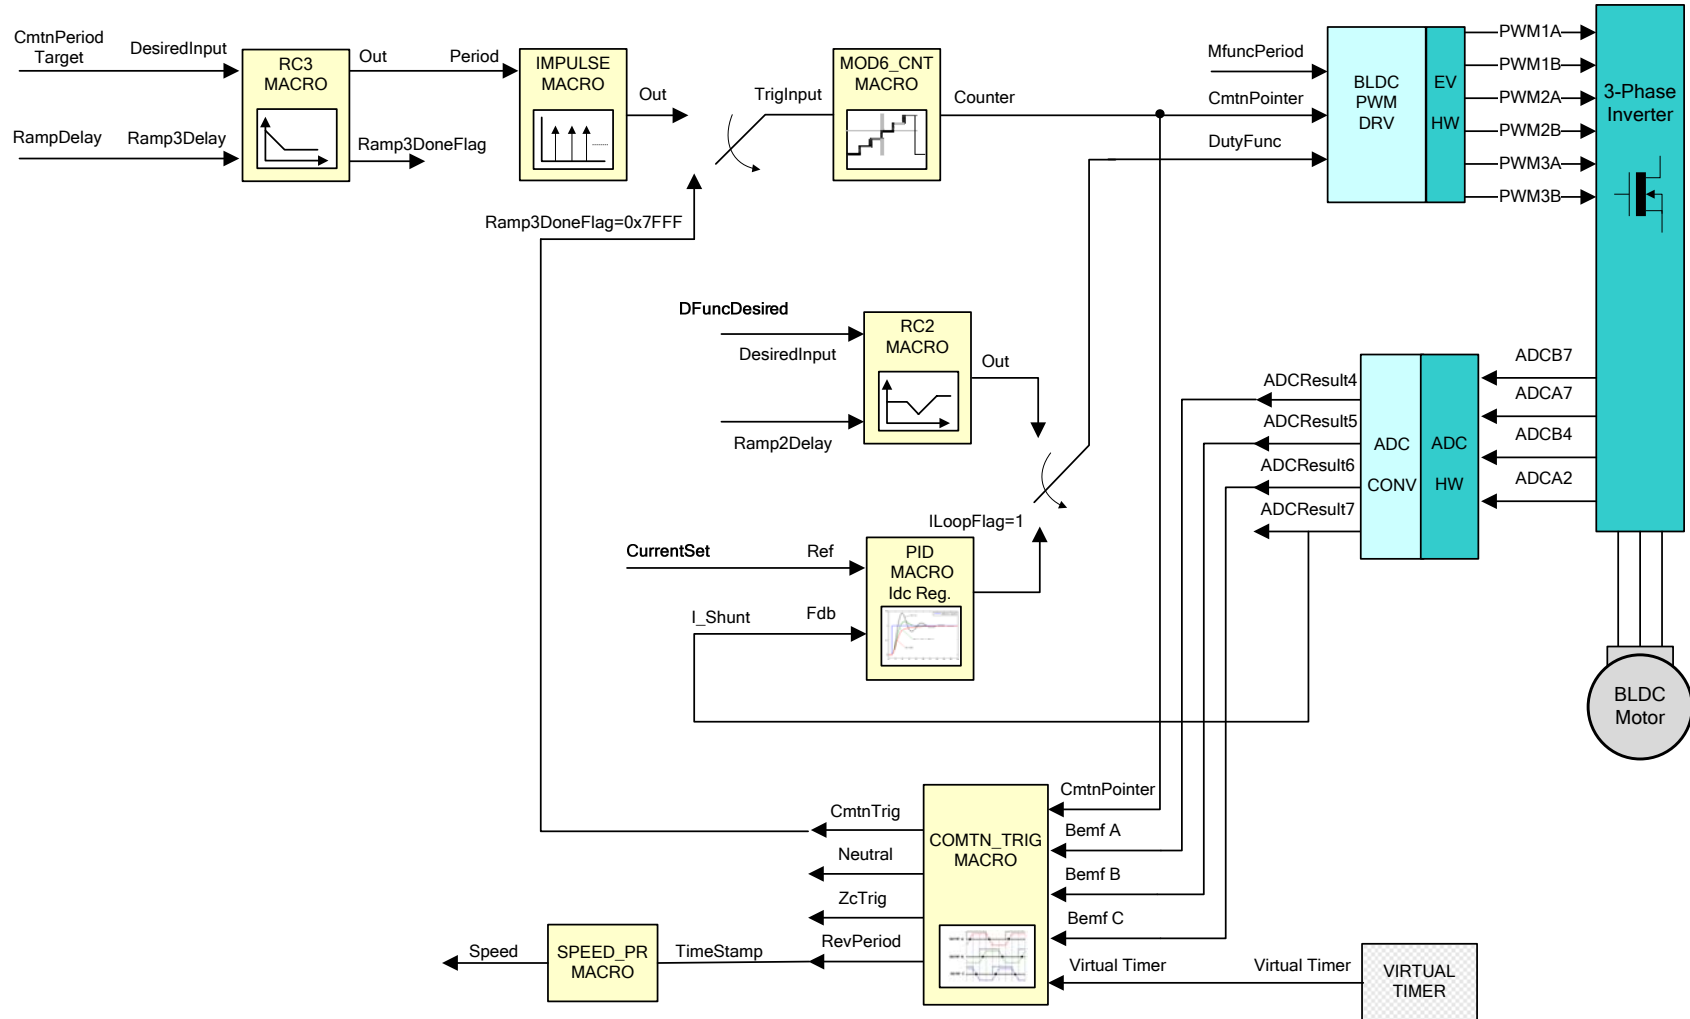 CmtnPeriod
Target
DesiredInput
RampDelay
Ramp3Delay
RC3
MACRO
Out
Ramp3DoneFlag
Period
IMPULSE
MACRO
Out
Ramp3DoneFlag=0x7FFF
TrigInput
MOD6_CNT
MACRO
Counter
MfuncPeriod
CmtnPointer
DutyFunc
BLDC
PWM
DRV
EV
HW
PWM1A
PWM1B
PWM2A
PWM2B
PWM3A
PWM3B
3-Phase
Inverter
DFuncDesired
DesiredInput
Ramp2Delay
RC2
MACRO
Out
ILoopFlag=1
CurrentSet
Ref
I_Shunt
Fdb
PID
MACRO
Idc Reg.
ADCResult4
ADCResult5
ADCResult6
ADCResult7
ADC
CONV
ADC
HW
ADCB7
ADCA7
ADCB4
ADCA2
BLDC
Motor
CmtnTrig
Neutral
ZcTrig
RevPeriod
COMTN_TRIG
MACRO
CmtnPointer
Bemf A
Bemf B
Bemf C
Virtual Timer
Virtual Timer
VIRTUAL
TIMER
Speed
SPEED_PR
MACRO
TimeStamp